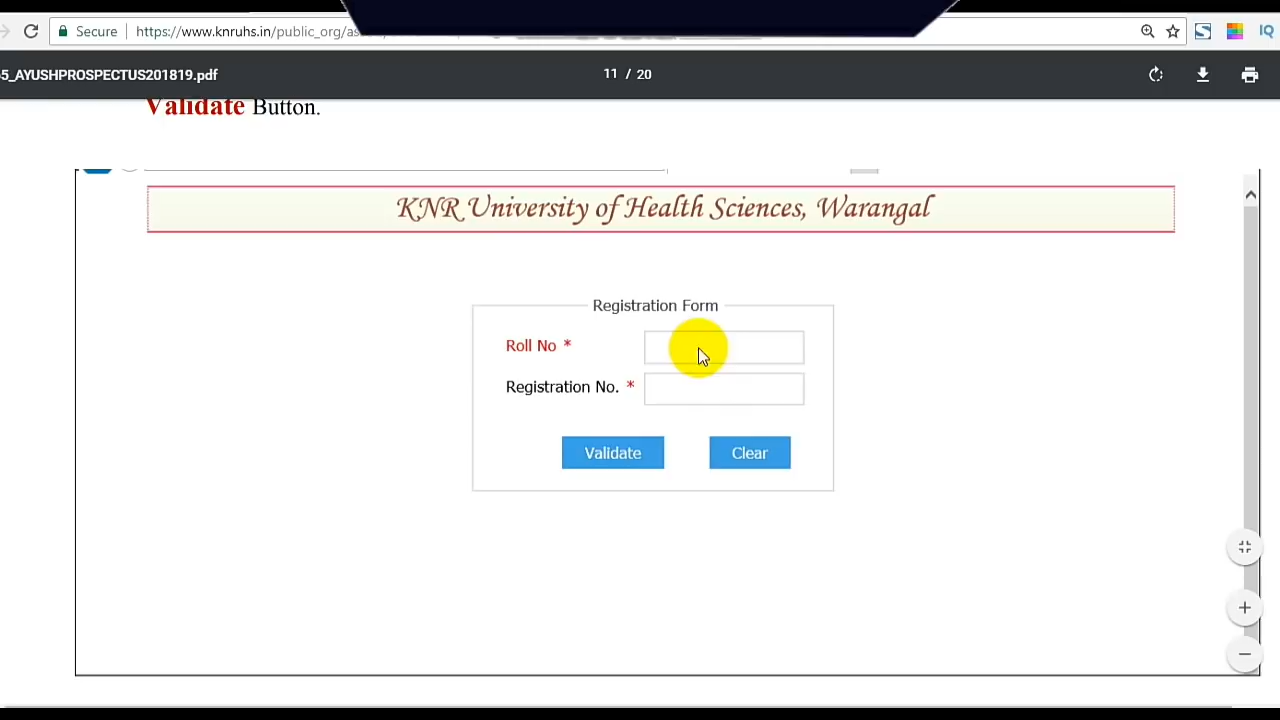 Secure https://www.knruhs.in/public_org/as
IQ
5_AYUSHPROSPECTUS201819.pdf 11 / 20
Validate Button.
KNR University of Health Sciences, Warangal
Registration Form
Roll No *
Registration No. *
Validate Clear